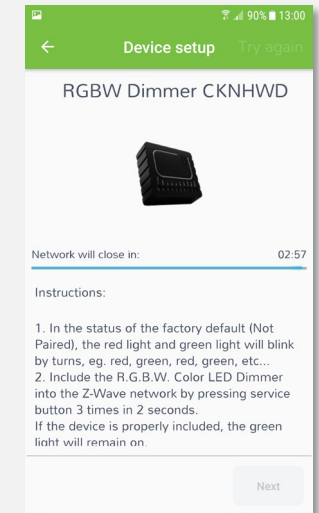 90% 13:00
Device setup
Try again
RGBW Dimmer CKNHWD
Network will close in: 02:57
Instructions:
1. In the status of the factory default (Not
Paired), the red light and green light will blink
by turns, eg. red, green, red, green, etc...
2. Include the R.G.B.W. Color LED Dimmer
into the Z-Wave network by pressing service
button 3 times in 2 seconds.
If the device is properly included, the green
light will remain on.
Next